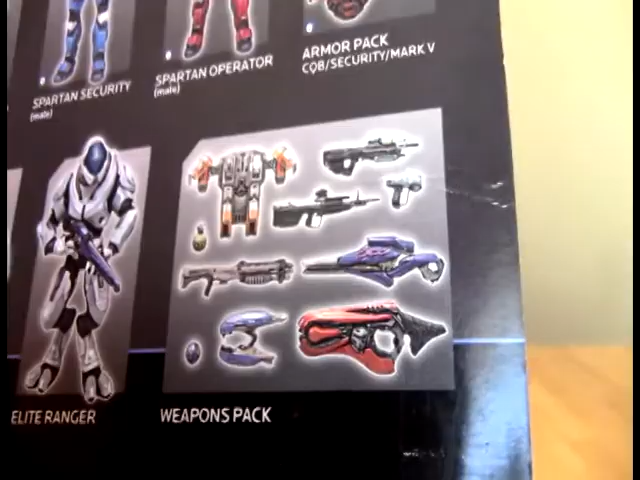 SPARTAN SECURITY
(male)
SPARTAN OPERATOR
(male)
ARMOR PACK
CQB/SECURITY/MARK V
ELITE RANGER
WEAPONS PACK